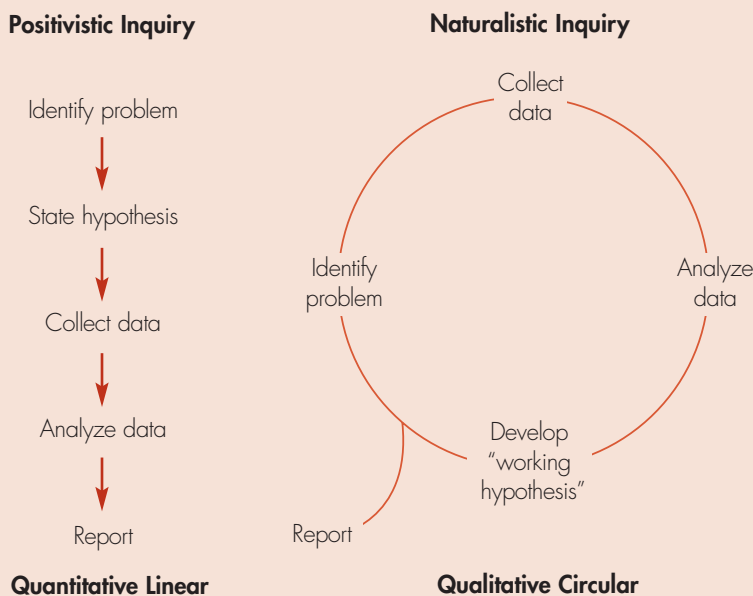 Positivistic Inquiry
Identify problem
State hypothesis
Collect data
Analyze data
Report
Quantitative Linear
Naturalistic Inquiry
Collect
data
Analyze
data
Develop
“working
hypothesis”
Identify
problem
Report
Qualitative Circular